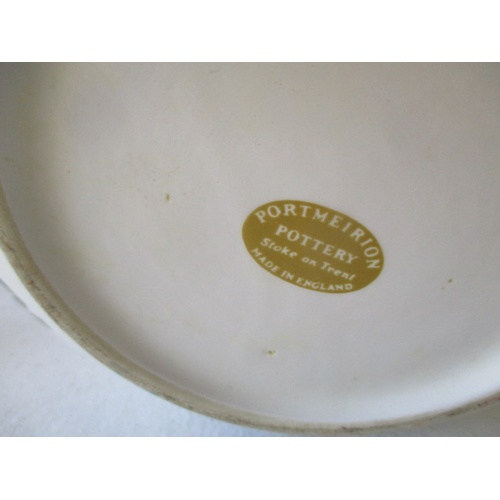 PORTMEIRION
POTTERY
Stoke on Trent
MADE IN ENGLAND